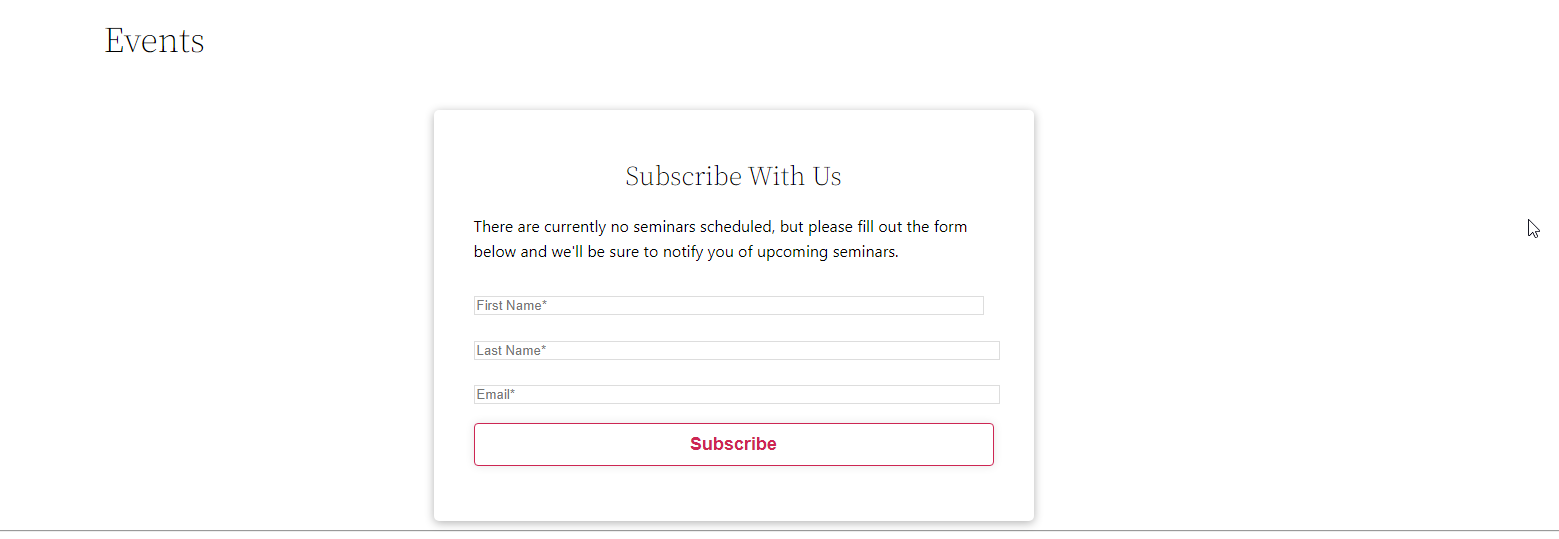 Events
Subscribe With Us
There are currently no seminars scheduled, but please fill out the form
below and we'll be sure to notify you of upcoming seminars.
First Name*
Last Name*
Email*
Subscribe